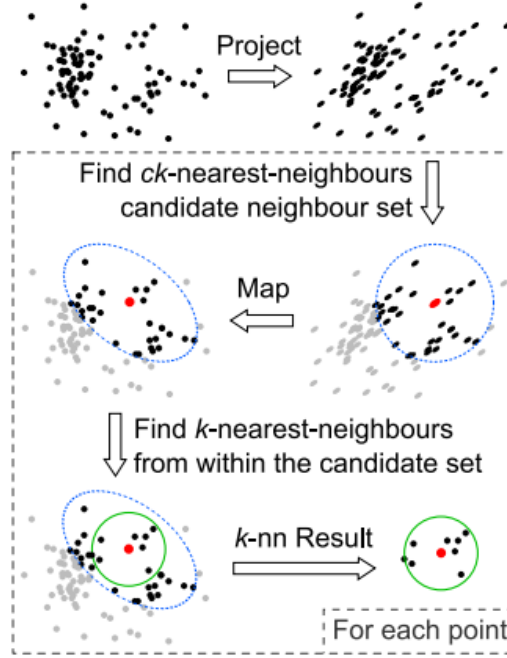 Project
Find ck-nearest-neighbours
candidate neighbour set
Map
Find k-nearest-neighbours
from within the candidate set
k-nn Result
For each point